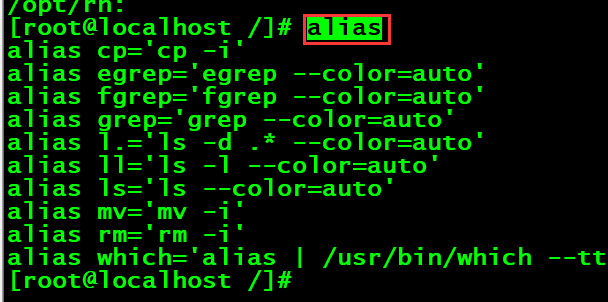 /opt/rh:
[root@localhost /]# alias
alias cp='cp -i'
alias egrep='egrep --color=auto'
alias fgrep='fgrep --color=auto'
alias grep='grep --color=auto'
alias l.='ls -d .* --color=auto'
alias ll='ls -l --color=auto'
alias ls='ls --color=auto'
alias mv='mv -i'
alias rm='rm -i'
alias which='alias | /usr/bin/which --tt
[root@localhost /]#